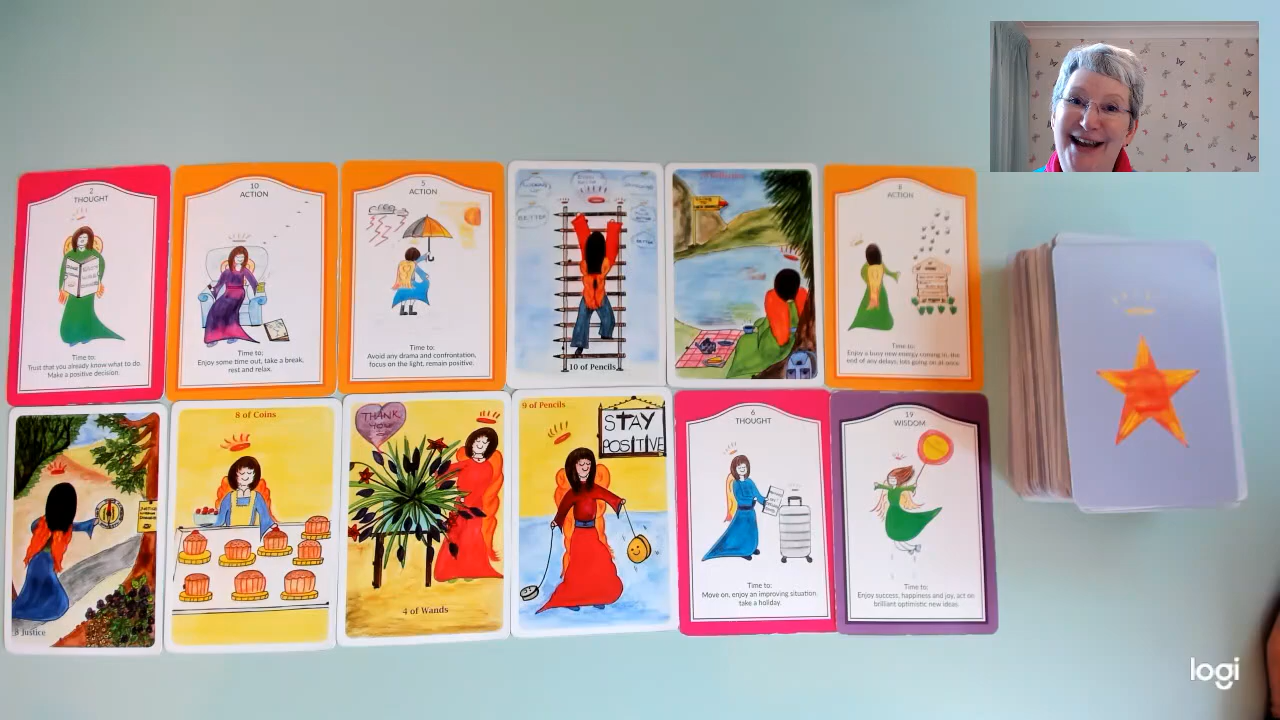 2
THOUGHT
Time to:
Trust that you already know what to do.
Make a positive decision.
10
ACTION
Time to:
Enjoy some time out, take a break,
rest and relax.
5
ACTION
Time to:
Avoid any drama and confrontation,
focus on the light, remain positive.
BETTER
10 of Pencils
8
ACTION
Time to:
Enjoy a busy new energy coming in, the
end of any delays, lots going on at once
8 Justice
8 of Coins
THANK
YOU
4 of Wands
9 of Pencils
STAY
POSITIVE
6
THOUGHT
Time to:
Move on, enjoy an improving situation,
take a holiday.
19
WISDOM
Time to:
Enjoy success, happiness and joy, act on
brilliant optimistic new ideas
logi